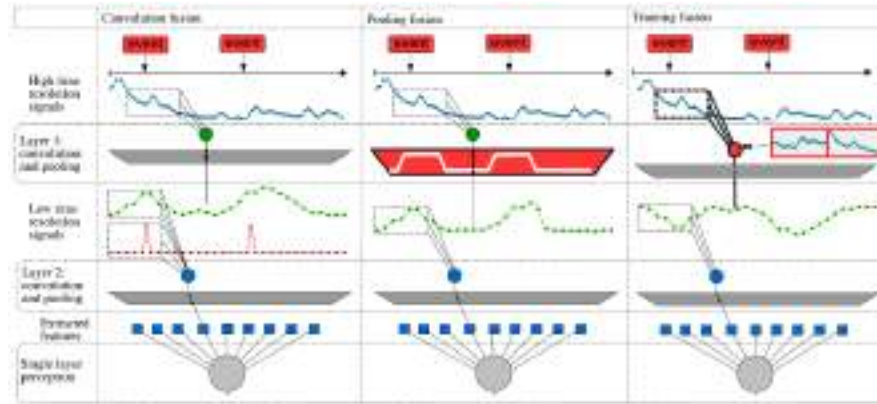 Convolution fusion
Pooling fusion
Training fusion
event
event
event
event
event
event
High time
resolution
signals
Layer 1:
convolution
and pooling
Low time
resolution
signals
Layer 2:
convolution
and pooling
Extracted
features
Single layer
perceptron